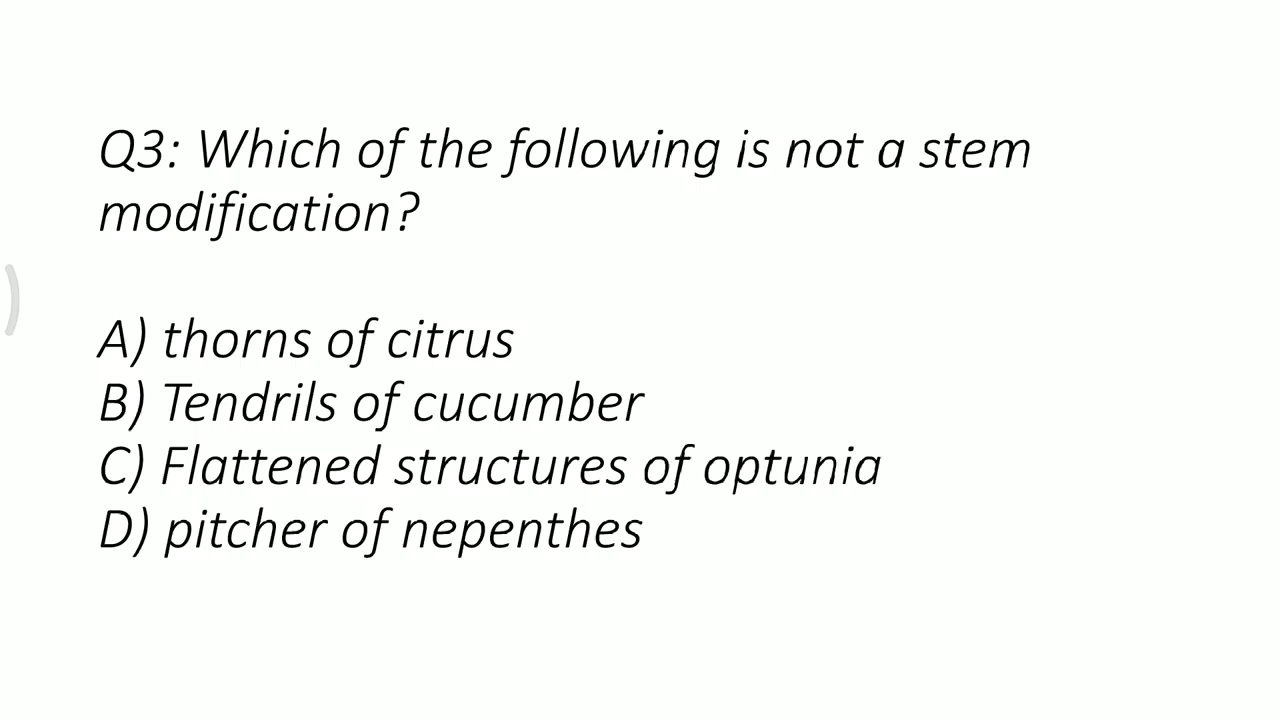 Q3: Which of the following is not a stem
modification?
A) thorns of citrus
B) Tendrils of cucumber
C) Flattened structures of optunia
D) pitcher of nepenthes